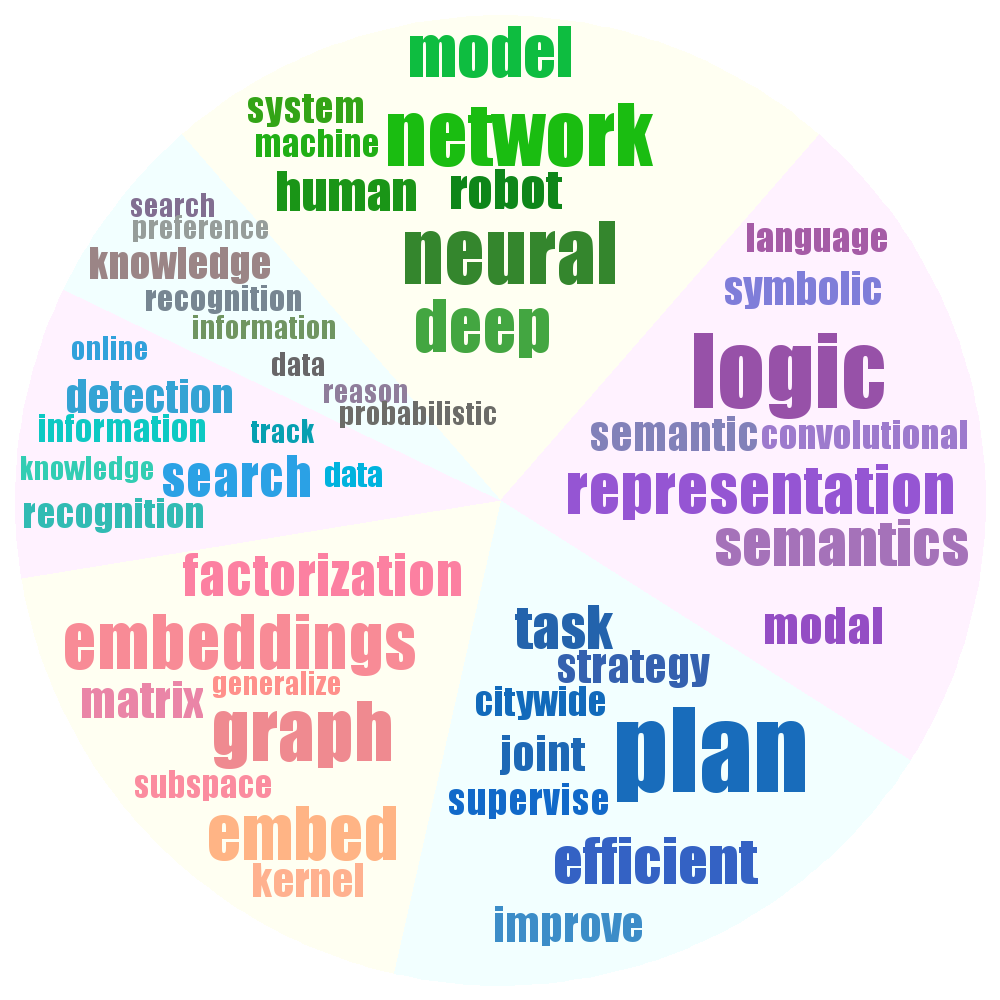 model
system
network
machine
human
robot
neural
deep
search
preference
knowledge
recognition
information
data
reason
probabilistic
online
detection
information
track
knowledge
search
data
recognition
language
symbolic
logic
semantic
convolutional
representation
semantics
modal
factorization
embeddings
generalize
matrix
graph
subspace
embed
kernel
task
strategy
citywide
plan
joint
supervise
efficient
improve